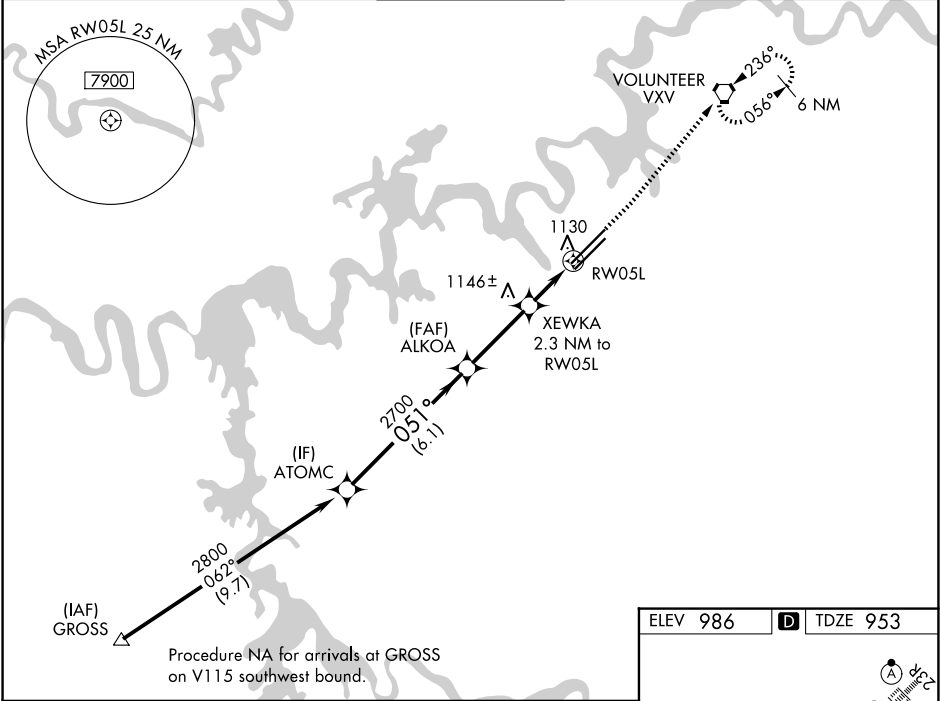 MSA RW05L 25 NM
7900
VOLUNTEER
VXV
236°
056°
6 NM
1130
RW05L
1146±
XEWKA
2.3 NM to
RW05L
(FAF)
ALKOA
2700
051°
(6.1)
(IF)
ATOMC
2800
062°
(9.7)
(IAF)
GROSS
Procedure NA for arrivals at GROSS
on V115 southwest bound.
ELEV 986
D
TDZE 953
A
23R